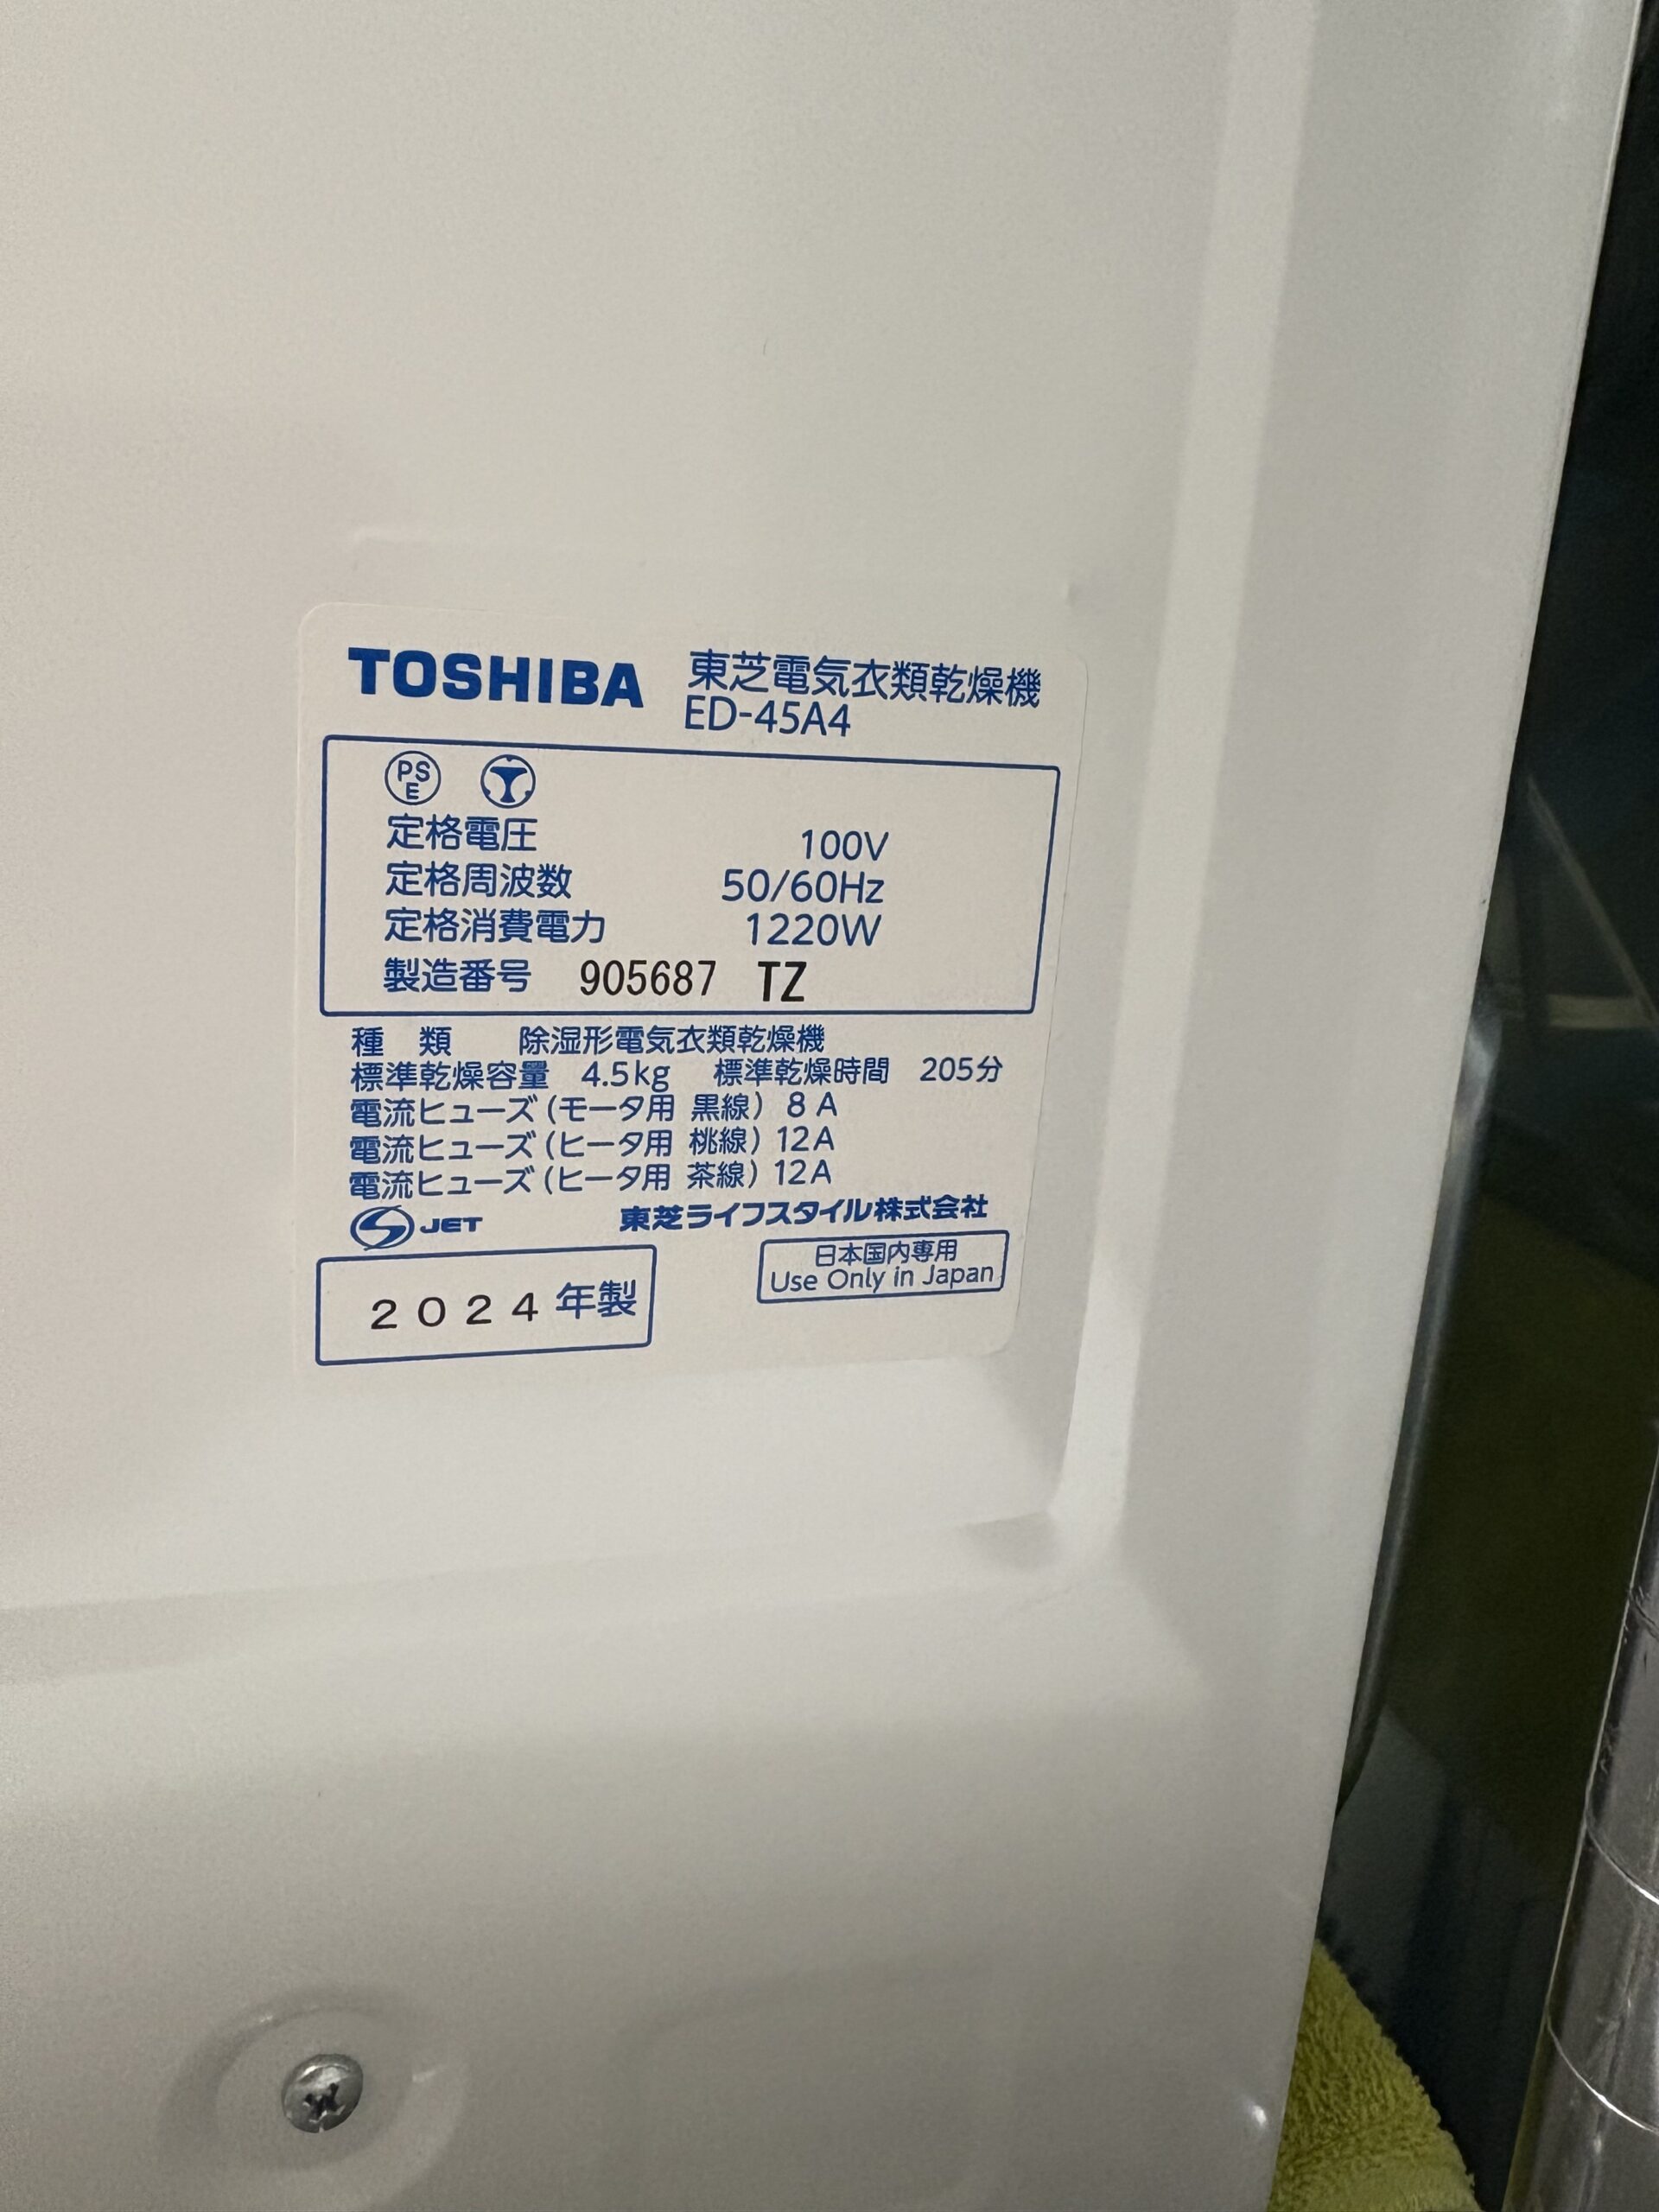 TOSHIBA 東芝電気衣類乾燥機
ED-45A4
PSE
定格電圧 100V
定格周波数 50/60Hz
定格消費電力 1220W
製造番号 905687 TZ
種 類 除湿形電気衣類乾燥機
標準乾燥容量 4.5kg 標準乾燥時間 205分
電流ヒューズ(モータ用 黒線) 8A
電流ヒューズ(ヒータ用 桃線) 12A
電流ヒューズ(ヒータ用 茶線) 12A
JET 東芝ライフスタイル株式会社
日本国内専用
Use Only in Japan
2024年製